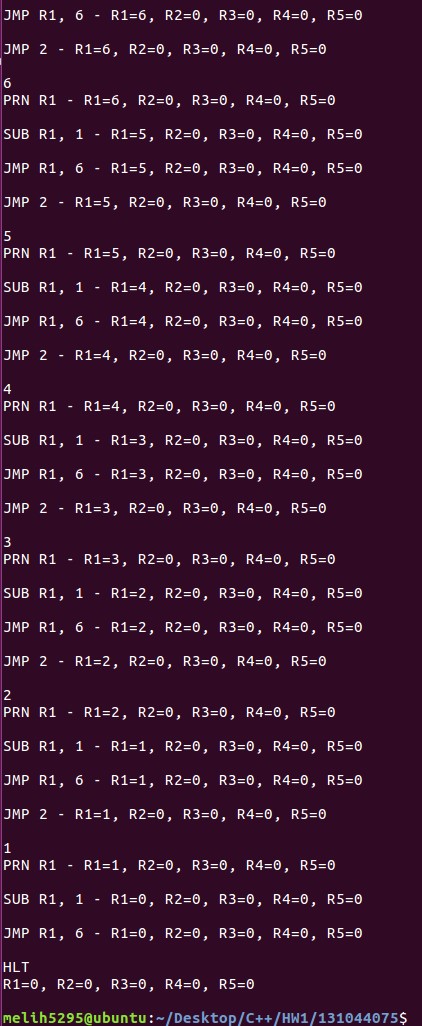 JMP R1, 6 - R1=6, R2=0, R3=0, R4=0, R5=0
JMP 2 - R1=6, R2=0, R3=0, R4=0, R5=0
6
PRN R1 - R1=6, R2=0, R3=0, R4=0, R5=0
SUB R1, 1 - R1=5, R2=0, R3=0, R4=0, R5=0
JMP R1, 6 - R1=5, R2=0, R3=0, R4=0, R5=0
JMP 2 - R1=5, R2=0, R3=0, R4=0, R5=0
5
PRN R1 - R1=5, R2=0, R3=0, R4=0, R5=0
SUB R1, 1 - R1=4, R2=0, R3=0, R4=0, R5=0
JMP R1, 6 - R1=4, R2=0, R3=0, R4=0, R5=0
JMP 2 - R1=4, R2=0, R3=0, R4=0, R5=0
4
PRN R1 - R1=4, R2=0, R3=0, R4=0, R5=0
SUB R1, 1 - R1=3, R2=0, R3=0, R4=0, R5=0
JMP R1, 6 - R1=3, R2=0, R3=0, R4=0, R5=0
JMP 2 - R1=3, R2=0, R3=0, R4=0, R5=0
3
PRN R1 - R1=3, R2=0, R3=0, R4=0, R5=0
SUB R1, 1 - R1=2, R2=0, R3=0, R4=0, R5=0
JMP R1, 6 - R1=2, R2=0, R3=0, R4=0, R5=0
JMP 2 - R1=2, R2=0, R3=0, R4=0, R5=0
2
PRN R1 - R1=2, R2=0, R3=0, R4=0, R5=0
SUB R1, 1 - R1=1, R2=0, R3=0, R4=0, R5=0
JMP R1, 6 - R1=1, R2=0, R3=0, R4=0, R5=0
JMP 2 - R1=1, R2=0, R3=0, R4=0, R5=0
1
PRN R1 - R1=1, R2=0, R3=0, R4=0, R5=0
SUB R1, 1 - R1=0, R2=0, R3=0, R4=0, R5=0
JMP R1, 6 - R1=0, R2=0, R3=0, R4=0, R5=0
HLT
R1=0, R2=0, R3=0, R4=0, R5=0
melih5295@ubuntu:~/Desktop/C++/HW1/131044075$